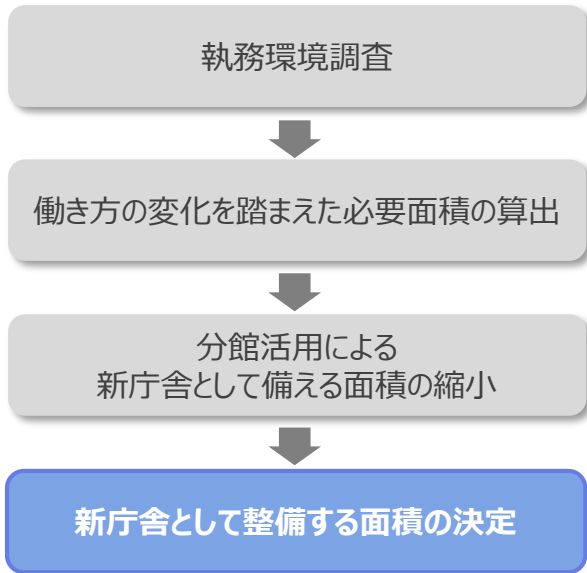 執務環境調査
働き方の変化を踏まえた必要面積の算出
分館活用による
新庁舎として備える面積の縮小
新庁舎として整備する面積の決定